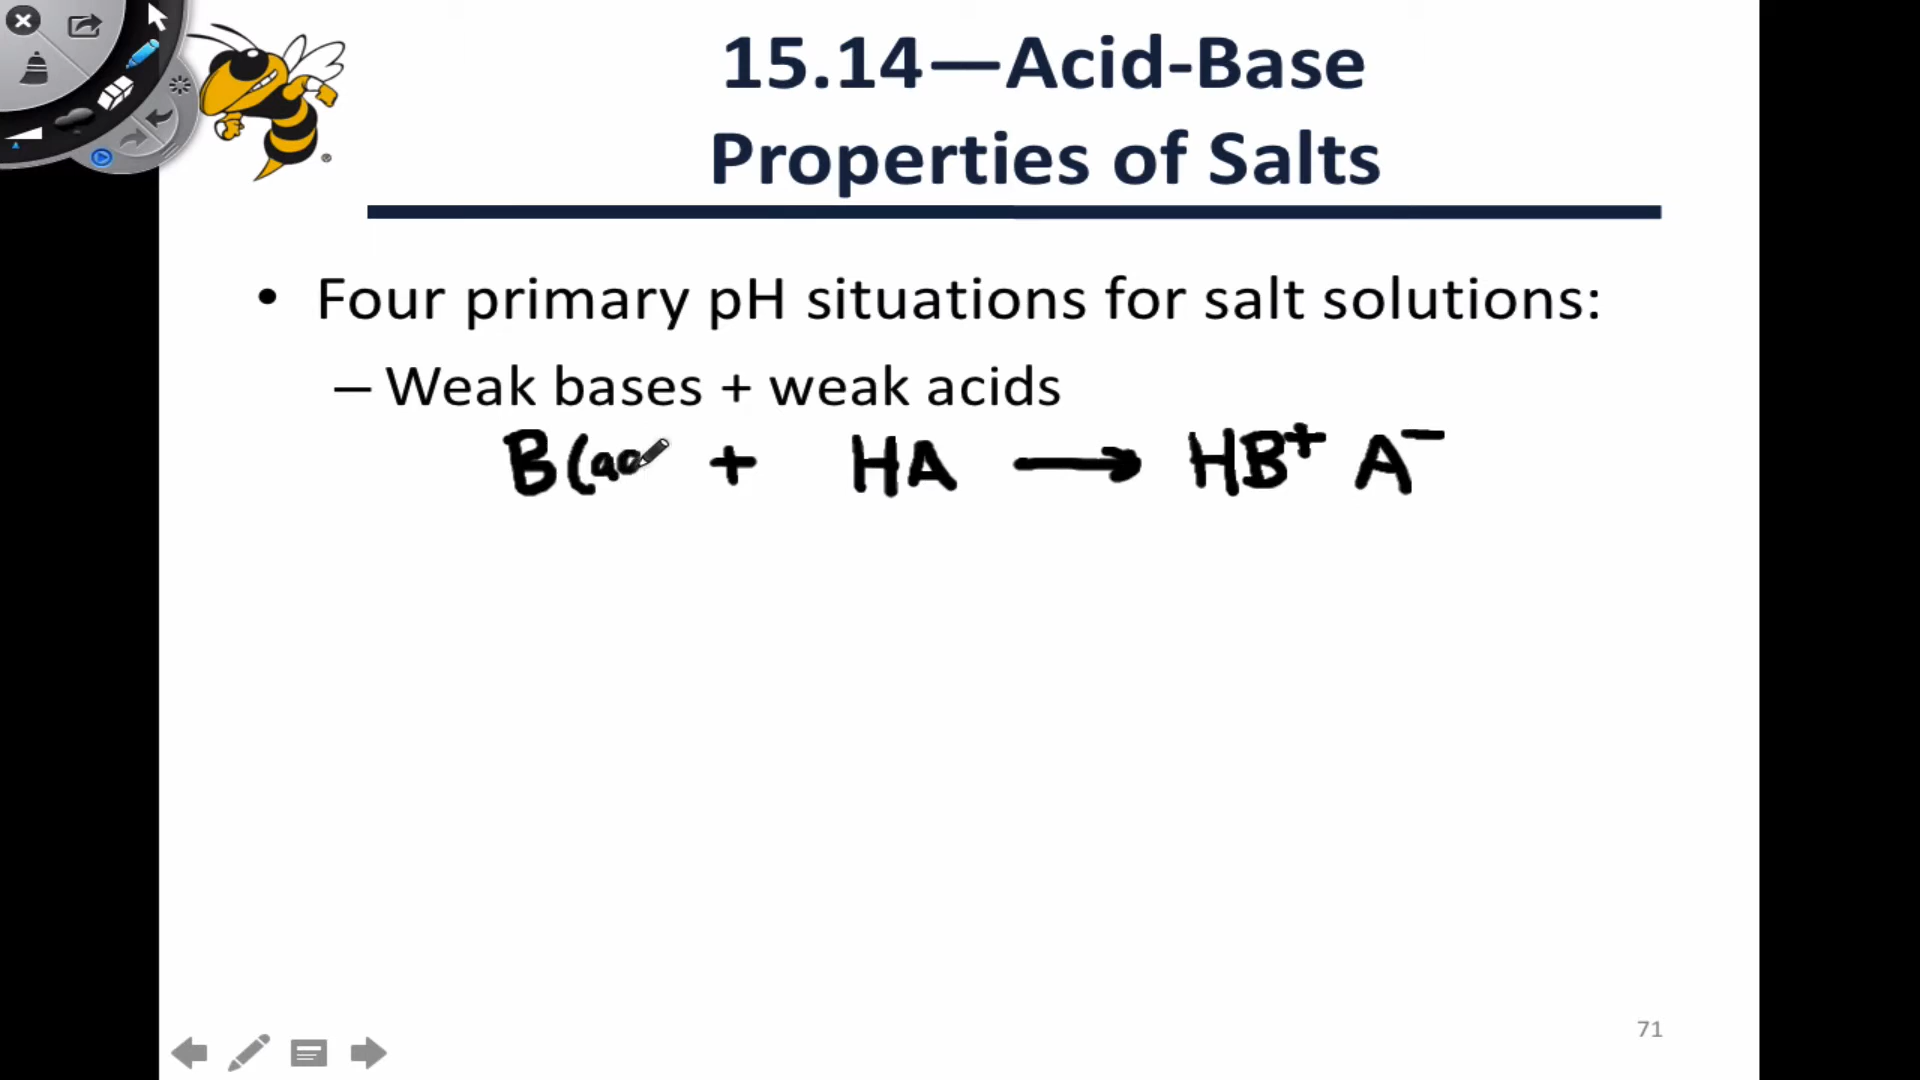 15.14—Acid-Base
Properties of Salts
• Four primary pH situations for salt solutions:
– Weak bases + weak acids
B(aq + HA → HB⁺ A⁻
71